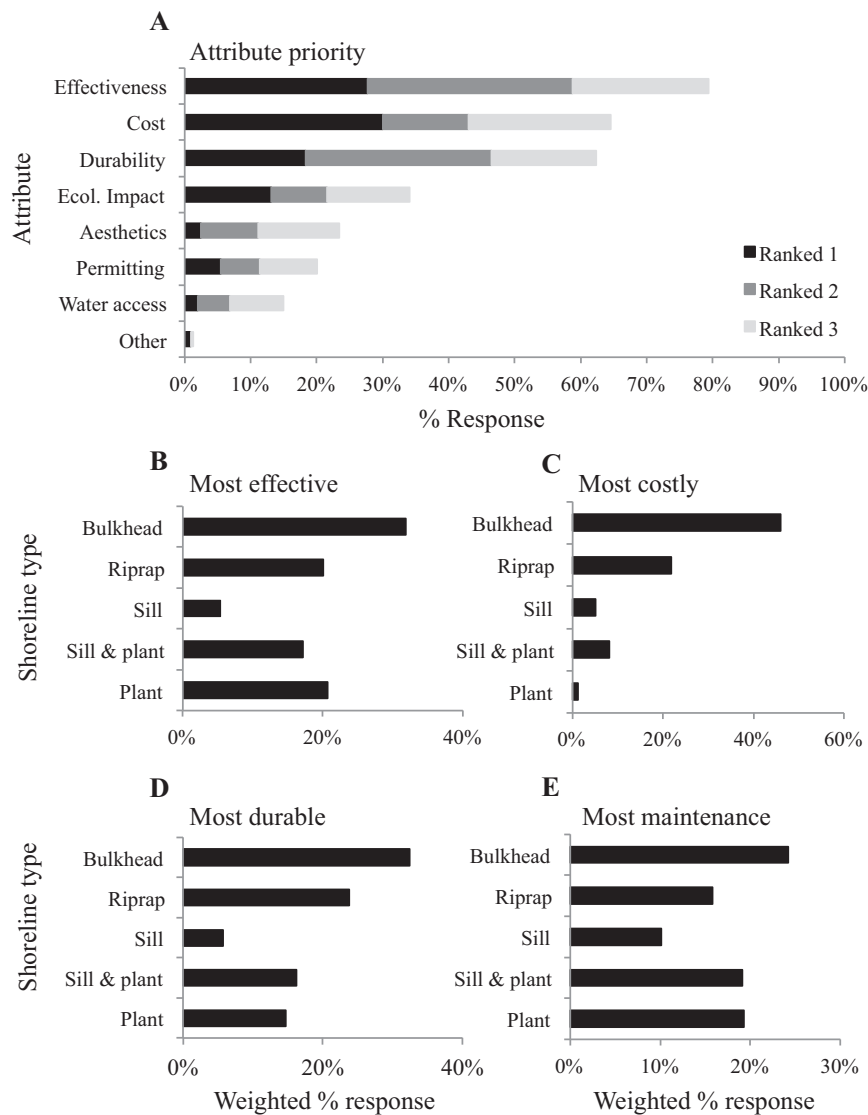 A
Attribute priority
Attribute
Effectiveness
Cost
Durability
Ecol. Impact
Aesthetics
Permitting
Water access
Other
Ranked 1
Ranked 2
Ranked 3
0% 10% 20% 30% 40% 50% 60% 70% 80% 90% 100%
% Response
B
Most effective
Shoreline type
Bulkhead
Riprap
Sill
Sill & plant
Plant
0% 20% 40%
C
Most costly
Bulkhead
Riprap
Sill
Sill & plant
Plant
0% 20% 40% 60%
D
Most durable
Shoreline type
Bulkhead
Riprap
Sill
Sill & plant
Plant
0% 20% 40%
Weighted % response
E
Most maintenance
Bulkhead
Riprap
Sill
Sill & plant
Plant
0% 10% 20% 30%
Weighted % response